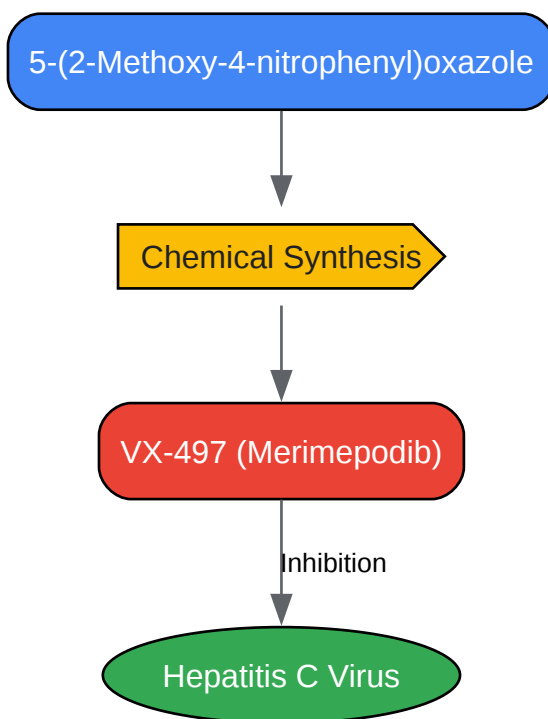 5-(2-Methoxy-4-nitrophenyl)oxazole
Chemical Synthesis
VX-497 (Merimepodib)
Inhibition
Hepatitis C Virus